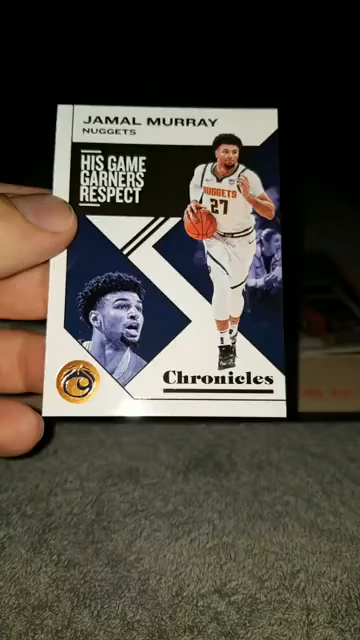 JAMAL MURRAY
NUGGETS
HIS GAME
GARNERS
RESPECT
NUGGETS
27
Chronicles